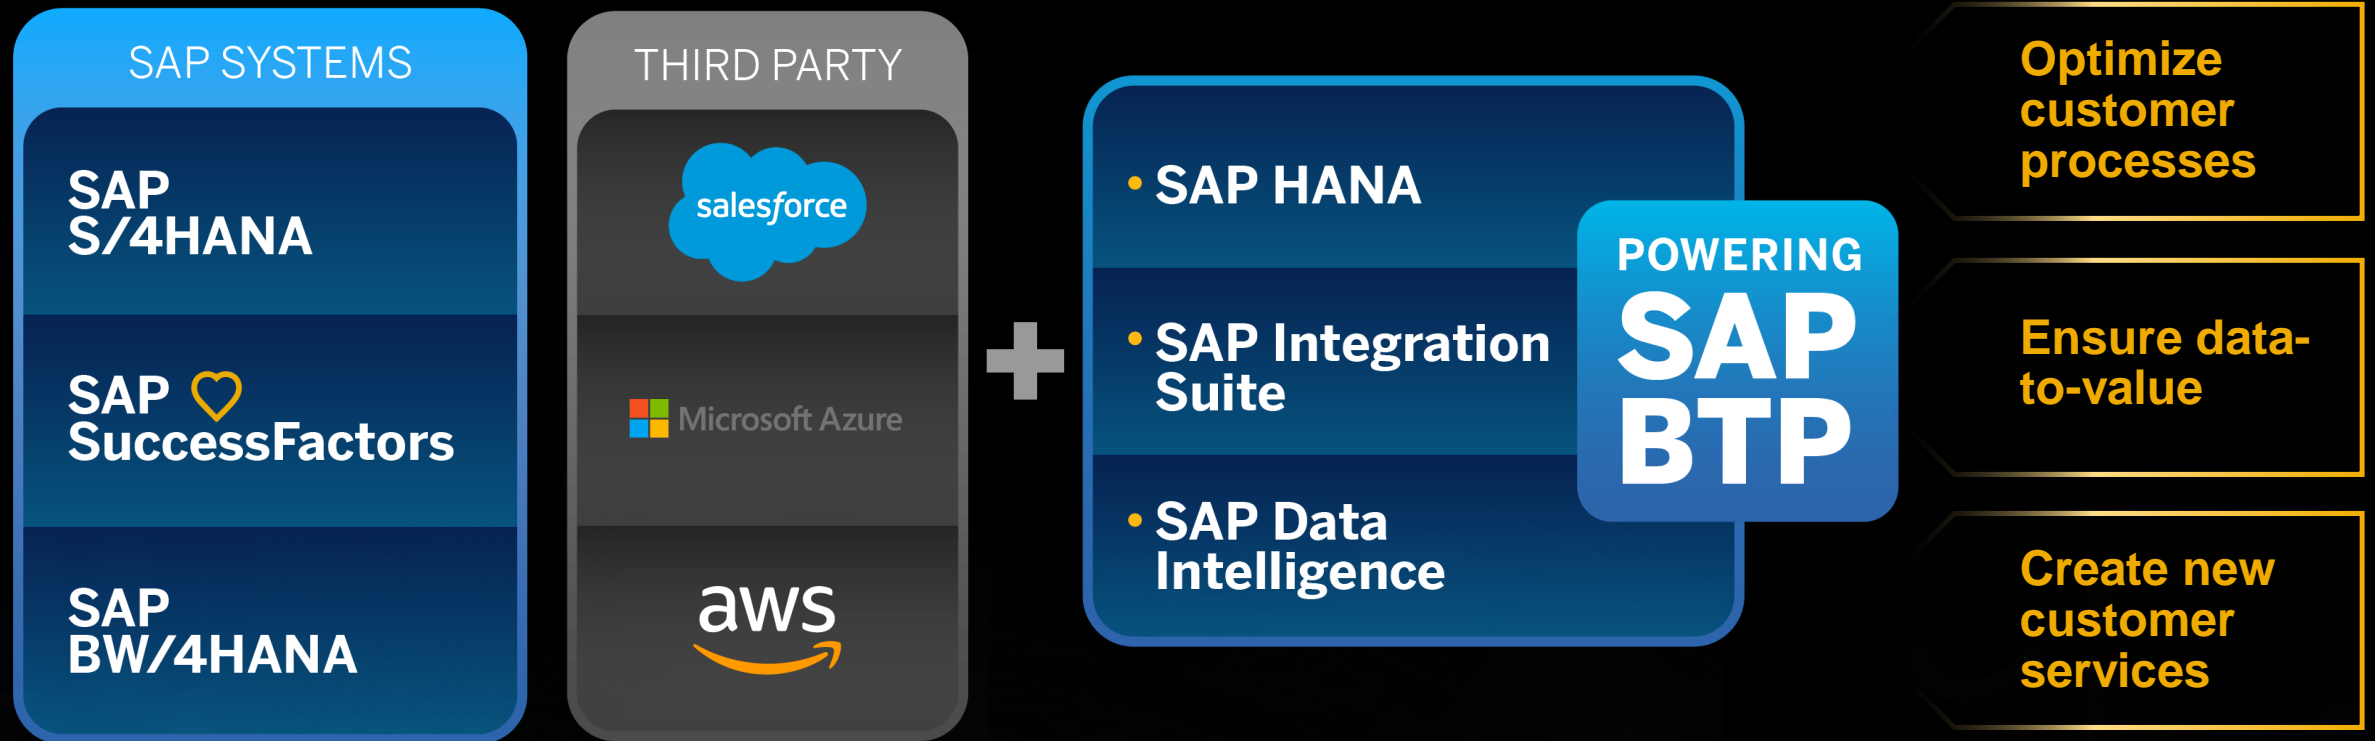 SAP SYSTEMS
SAP
S/4HANA
SAP
SuccessFactors
SAP
BW/4HANA
THIRD PARTY
salesforce
Microsoft Azure
aws
• SAP HANA
• SAP Integration
Suite
• SAP Data
Intelligence
POWERING
SAP
BTP
Optimize
customer
processes
Ensure data-
to-value
Create new
customer
services